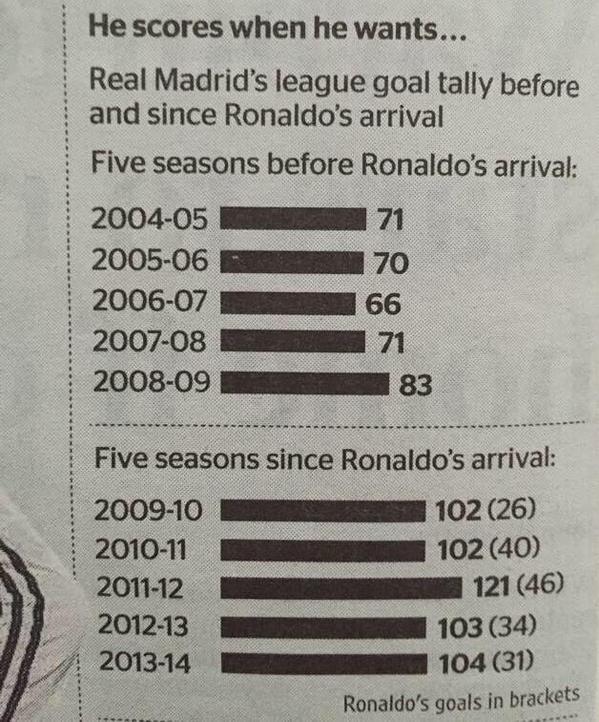 He scores when he wants...
Real Madrid's league goal tally before
and since Ronaldo's arrival
Five seasons before Ronaldo's arrival:
2004-05 71
2005-06 70
2006-07 66
2007-08 71
2008-09 83
Five seasons since Ronaldo's arrival:
2009-10 102 (26)
2010-11 102 (40)
2011-12 121 (46)
2012-13 103 (34)
2013-14 104 (31)
Ronaldo's goals in brackets